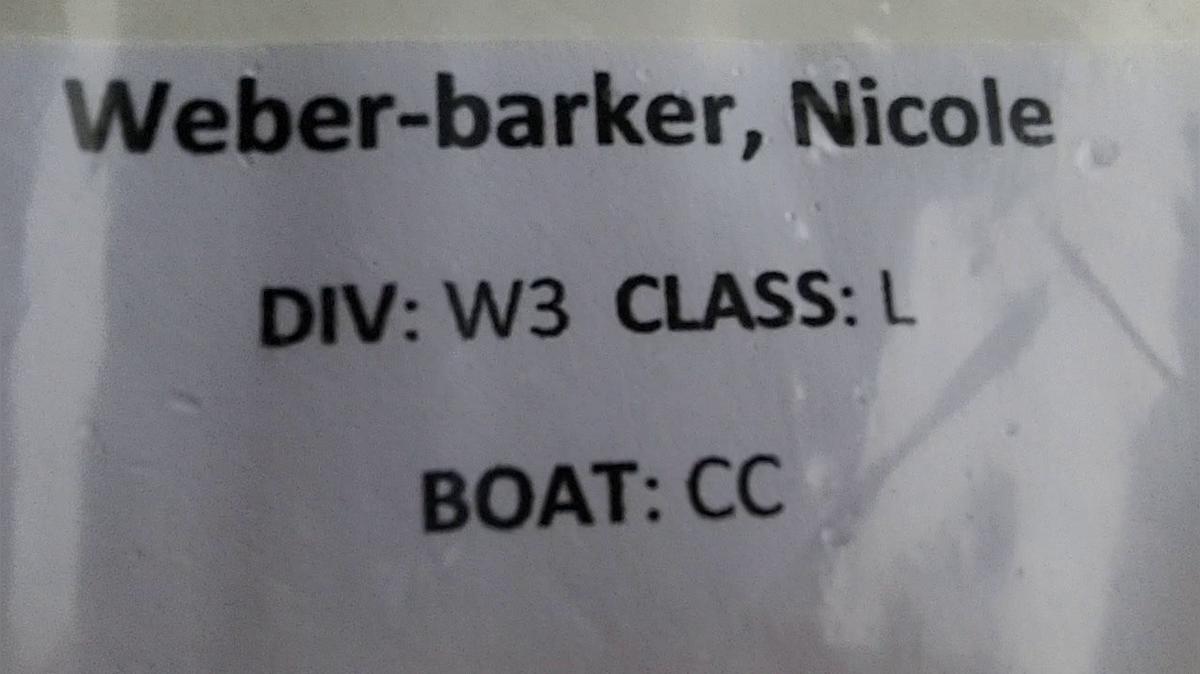 Weber-barker, Nicole
DIV: W3 CLASS: L
BOAT: CC